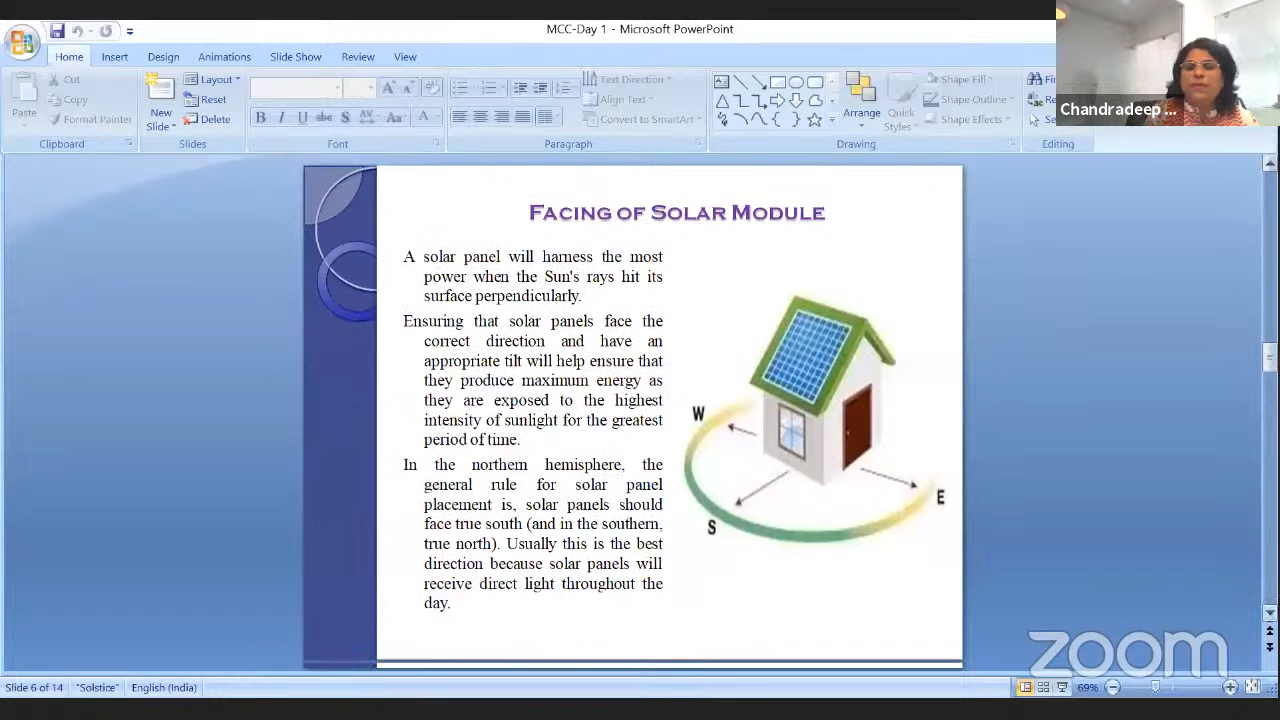 MCC-Day 1 - Microsoft PowerPoint
Home Insert Design Animations Slide Show Review View
Paste
Cut
Copy
Format Painter
Clipboard
New
Slide
Layout
Reset
Delete
Slides
B I U abc S AV Aa A
Font
Text Direction
Align Text
Convert to SmartArt
Paragraph
Arrange
Quick
Styles
Shape Fill
Shape Outline
Shape Effects
Drawing
Editing
Chandradeep ...
FACING OF SOLAR MODULE
A solar panel will harness the most
power when the Sun's rays hit its
surface perpendicularly.
Ensuring that solar panels face the
correct direction and have an
appropriate tilt will help ensure that
they produce maximum energy as
they are exposed to the highest
intensity of sunlight for the greatest
period of time.
In the northern hemisphere, the
general rule for solar panel
placement is, solar panels should
face true south (and in the southern,
true north). Usually this is the best
direction because solar panels will
receive direct light throughout the
day.
W
E
S
zoom
Slide 6 of 14 "Solstice" English (India) 69%